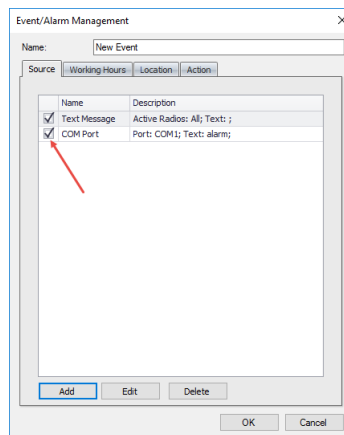 Event/Alarm Management
Name: New Event
Source Working Hours Location Action
Name Description
Text Message Active Radios: All; Text: ;
COM Port Port: COM1; Text: alarm;
Add Edit Delete
OK Cancel